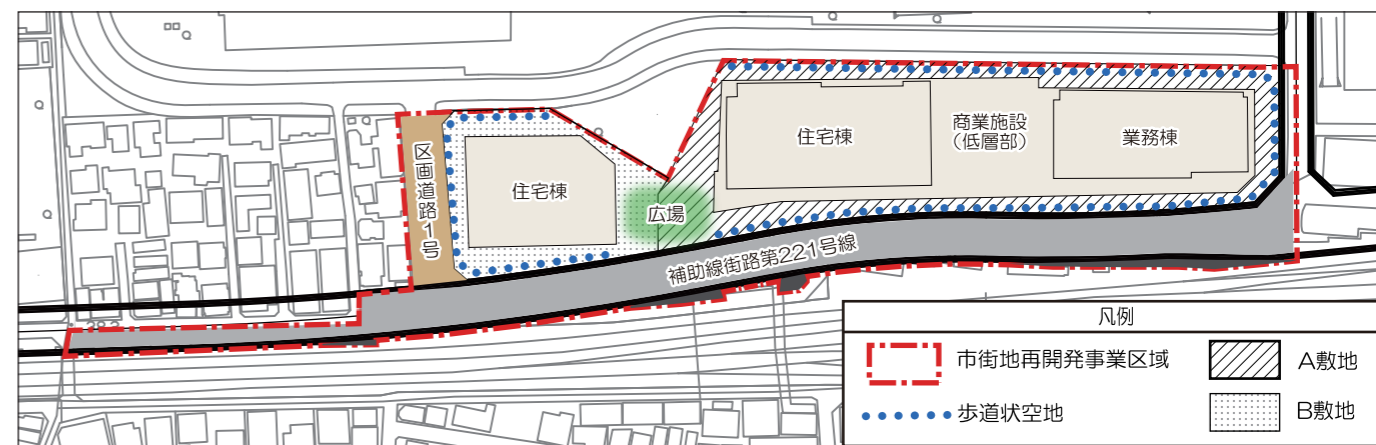 区画道路1号
住宅棟
広場
住宅棟
商業施設
(低層部)
業務棟
補助線街路第221号線
凡例
市街地再開発事業区域
歩道状空地
A敷地
B敷地